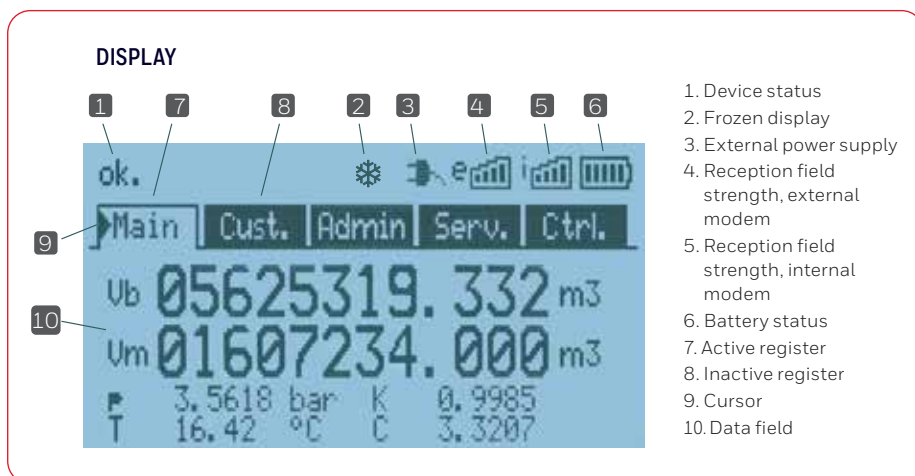 DISPLAY
1 7 8 2 3 4 5 6
ok. e i
Main Cust. Admin Serv. Ctrl.
9
Vb 05625319.332 m3
10
Vm 01607234.000 m3
P 3.5618 bar K 0.9985
T 16.42 °C C 3.3207
1. Device status
2. Frozen display
3. External power supply
4. Reception field
strength, external
modem
5. Reception field
strength, internal
modem
6. Battery status
7. Active register
8. Inactive register
9. Cursor
10. Data field